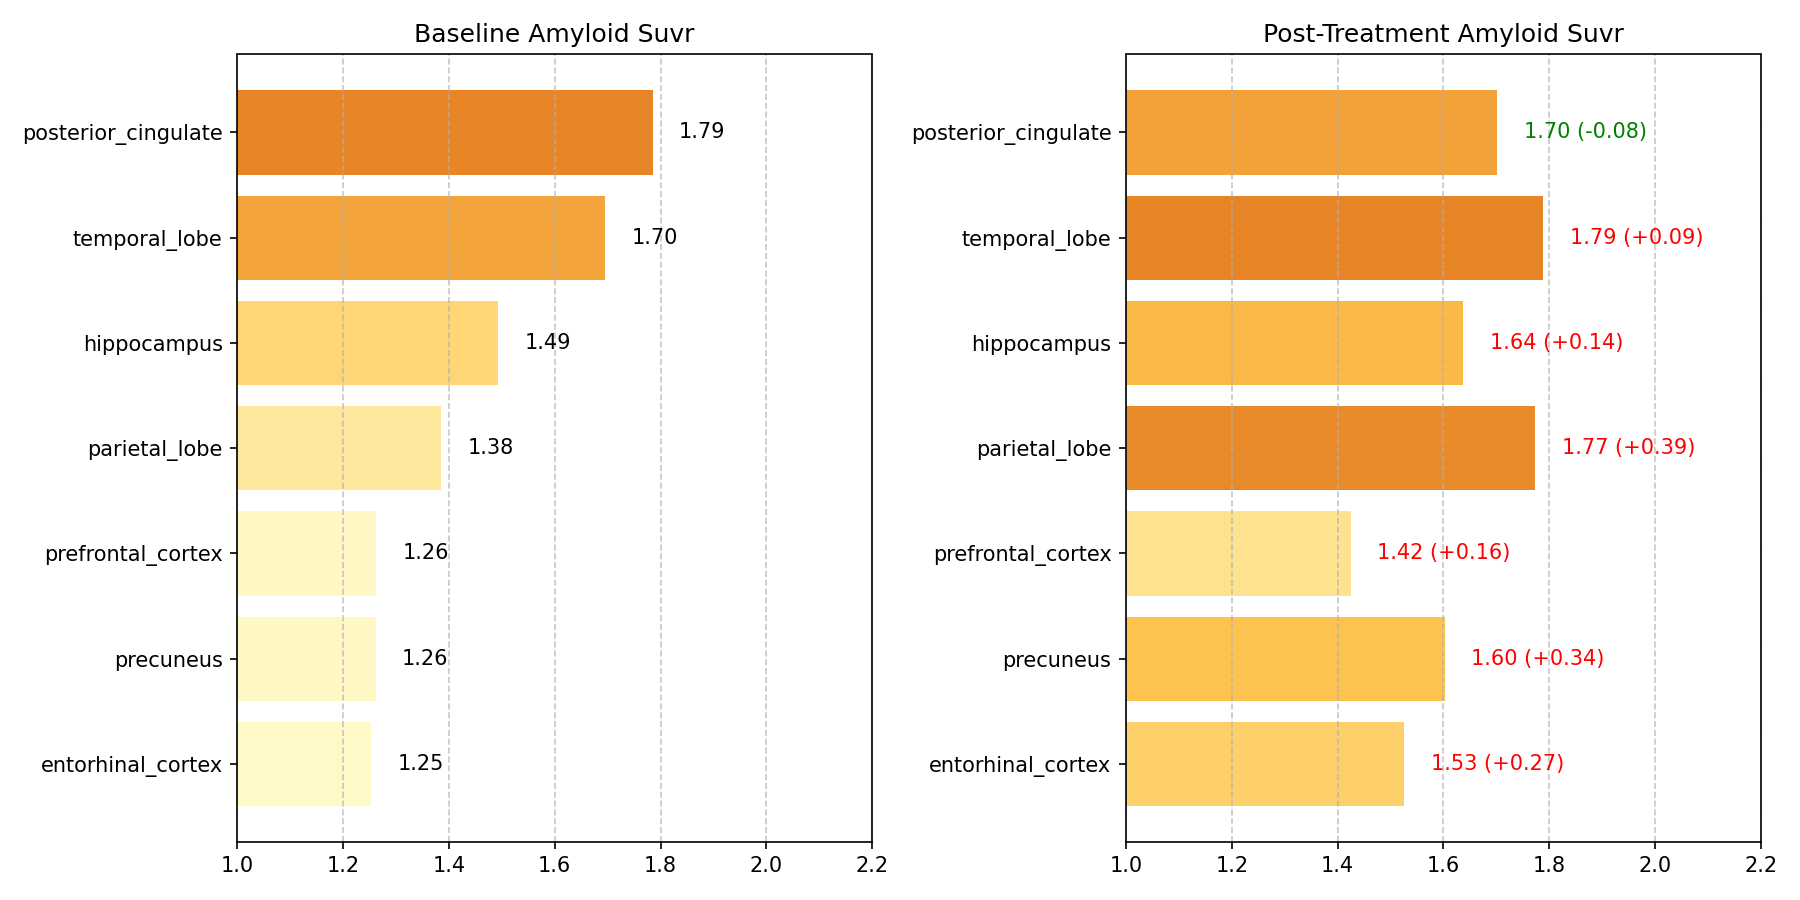 Baseline Amyloid Suvr
posterior_cingulate
1.79
temporal_lobe
1.70
hippocampus
1.49
parietal_lobe
1.38
prefrontal_cortex
1.26
precuneus
1.26
entorhinal_cortex
1.25
1.0 1.2 1.4 1.6 1.8 2.0 2.2
Post-Treatment Amyloid Suvr
posterior_cingulate
1.70 (-0.08)
temporal_lobe
1.79 (+0.09)
hippocampus
1.64 (+0.14)
parietal_lobe
1.77 (+0.39)
prefrontal_cortex
1.42 (+0.16)
precuneus
1.60 (+0.34)
entorhinal_cortex
1.53 (+0.27)
1.0 1.2 1.4 1.6 1.8 2.0 2.2